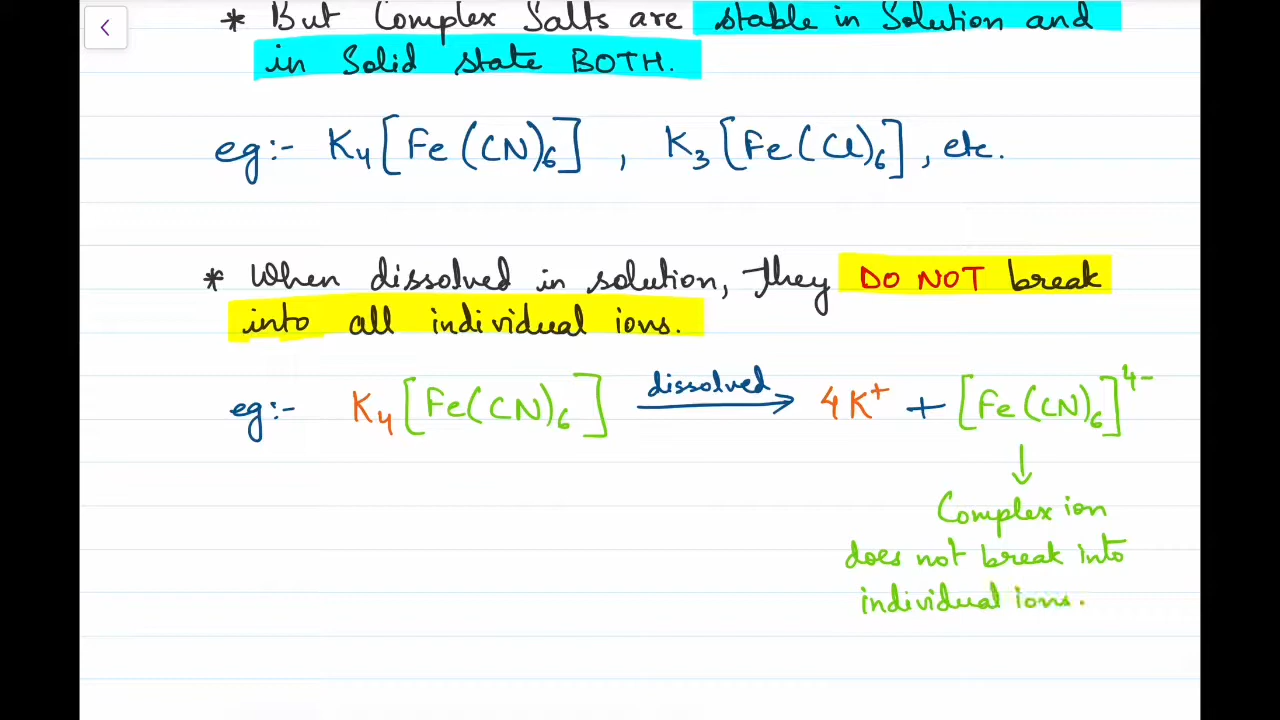 * But Complex Salts are stable in Solution and
in Solid state BOTH.
eg:- K₄[Fe(CN)₆], K₃[Fe(Cl)₆], etc.
* When dissolved in solution, they DO NOT break
into all individual ions.
eg:- K₄[Fe(CN)₆] dissolved → 4K⁺ + [Fe(CN)₆]⁴⁻
↓
Complex ion
does not break into
individual ions.